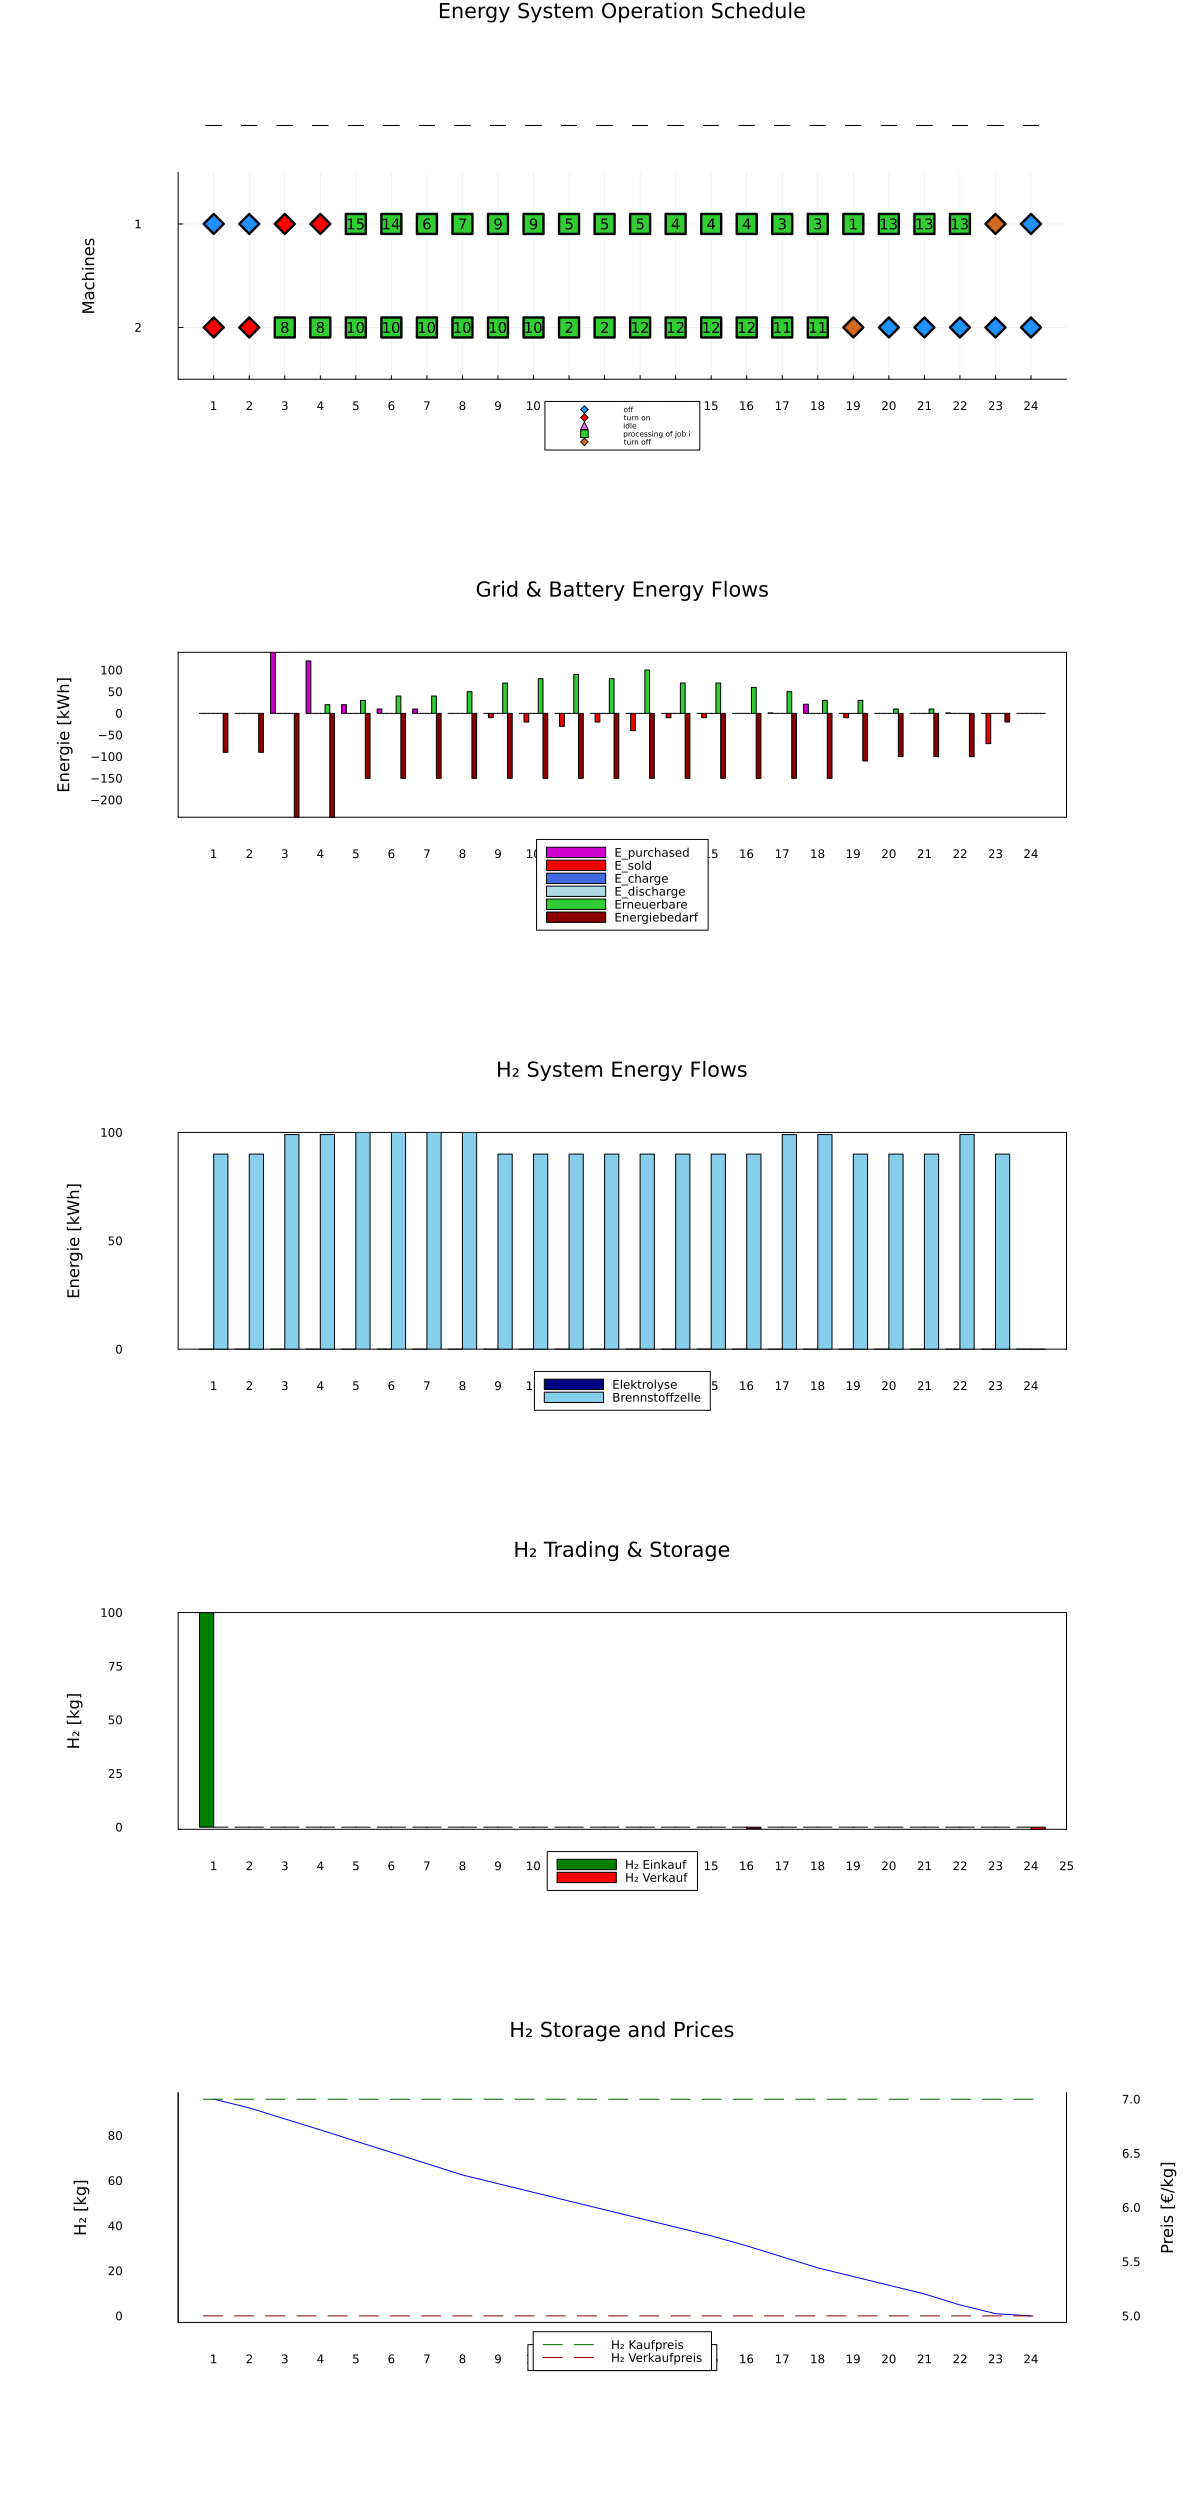 Energy System Operation Schedule
Machines
1
15 14 6 7 9 9 5 5 5 4 4 4 3 3 1 13 13 13
2
8 8 10 10 10 10 10 10 2 2 12 12 12 12 11 11
1 2 3 4 5 6 7 8 9 10 15 16 17 18 19 20 21 22 23 24
off
turn on
idle
processing of job i
turn off
Grid & Battery Energy Flows
Energie [kWh]
100
50
0
−50
−100
−150
−200
1 2 3 4 5 6 7 8 9 10 15 16 17 18 19 20 21 22 23 24
E_purchased
E_sold
E_charge
E_discharge
Erneuerbare
Energiebedarf
H₂ System Energy Flows
Energie [kWh]
100
50
0
1 2 3 4 5 6 7 8 9 1 5 16 17 18 19 20 21 22 23 24
Elektrolyse
Brennstoffzelle
H₂ Trading & Storage
H₂ [kg]
100
75
50
25
0
1 2 3 4 5 6 7 8 9 10 15 16 17 18 19 20 21 22 23 24 25
H₂ Einkauf
H₂ Verkauf
H₂ Storage and Prices
H₂ [kg]
80
60
40
20
0
7.0
6.5
6.0
5.5
5.0
Preis [€/kg]
1 2 3 4 5 6 7 8 9 16 17 18 19 20 21 22 23 24
H₂ Kaufpreis
H₂ Verkaufpreis